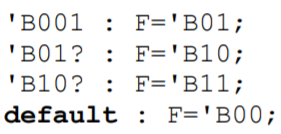 'B001 : F='B01;
'B01? : F='B10;
'B10? : F='B11;
default : F='B00;